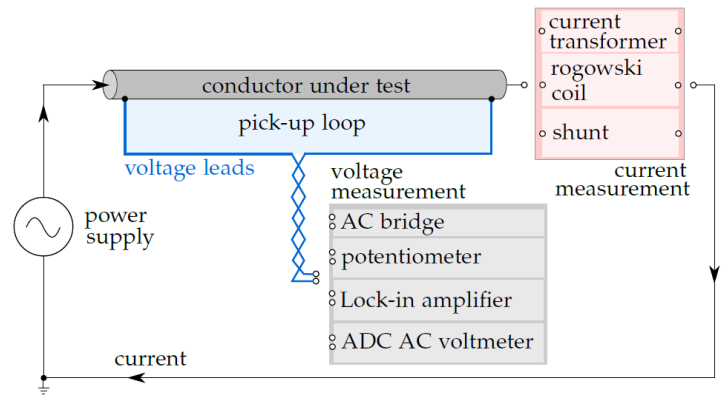 current
transformer
rogowski
coil
shunt
current
measurement
conductor under test
pick-up loop
voltage leads
voltage
measurement
AC bridge
potentiometer
Lock-in amplifier
ADC AC voltmeter
power
supply
current